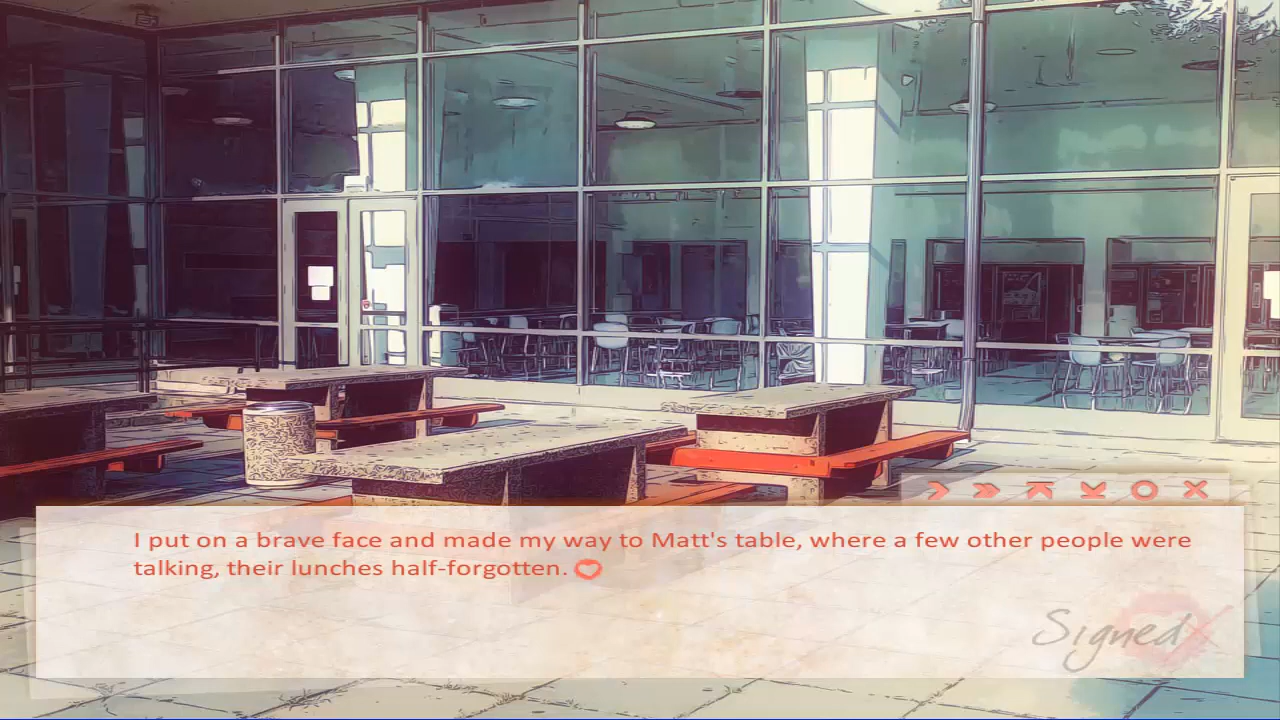 I put on a brave face and made my way to Matt's table, where a few other people were
talking, their lunches half-forgotten.
Signed X